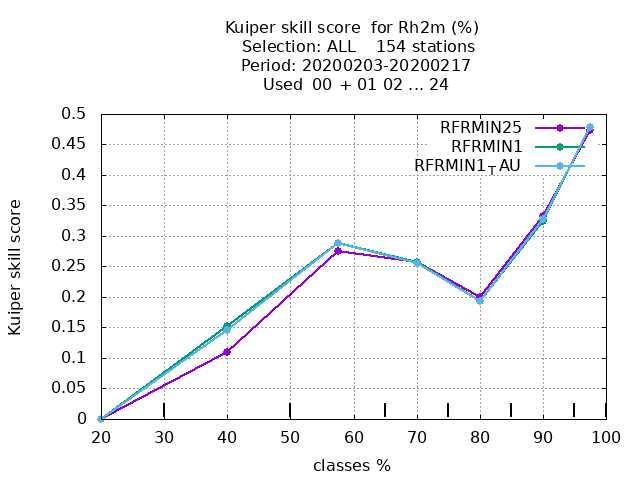 Kuiper skill score  for Rh2m (%)
Selection: ALL    154 stations
Period: 20200203-20200217
Used  00 + 01 02 ... 24
Kuiper skill score
0.5
0.45
0.4
0.35
0.3
0.25
0.2
0.15
0.1
0.05
0
RFRMIN25
RFRMIN1
RFRMIN1TAU
20 30 40 50 60 70 80 90 100
classes %